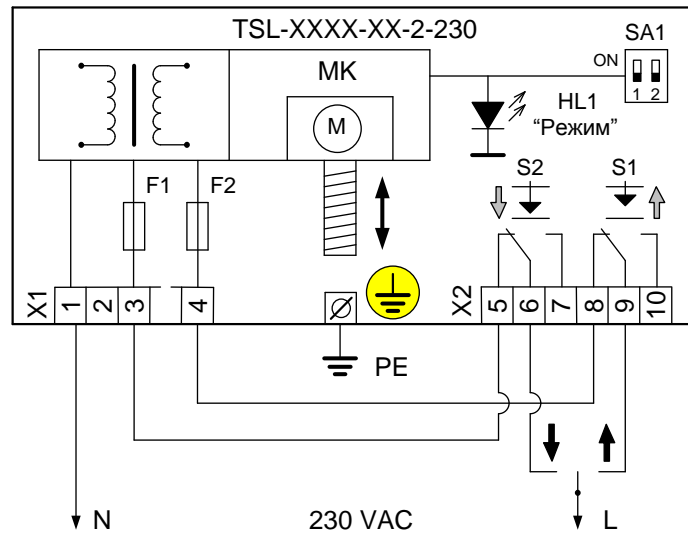 TSL-XXXX-XX-2-230
SA1
MK
ON
1 2
M
HL1
“Режим”
F1
F2
S2
S1
X1
1
2
3
4
X2
5
6
7
8
9
10
PE
N
230 VAC
L